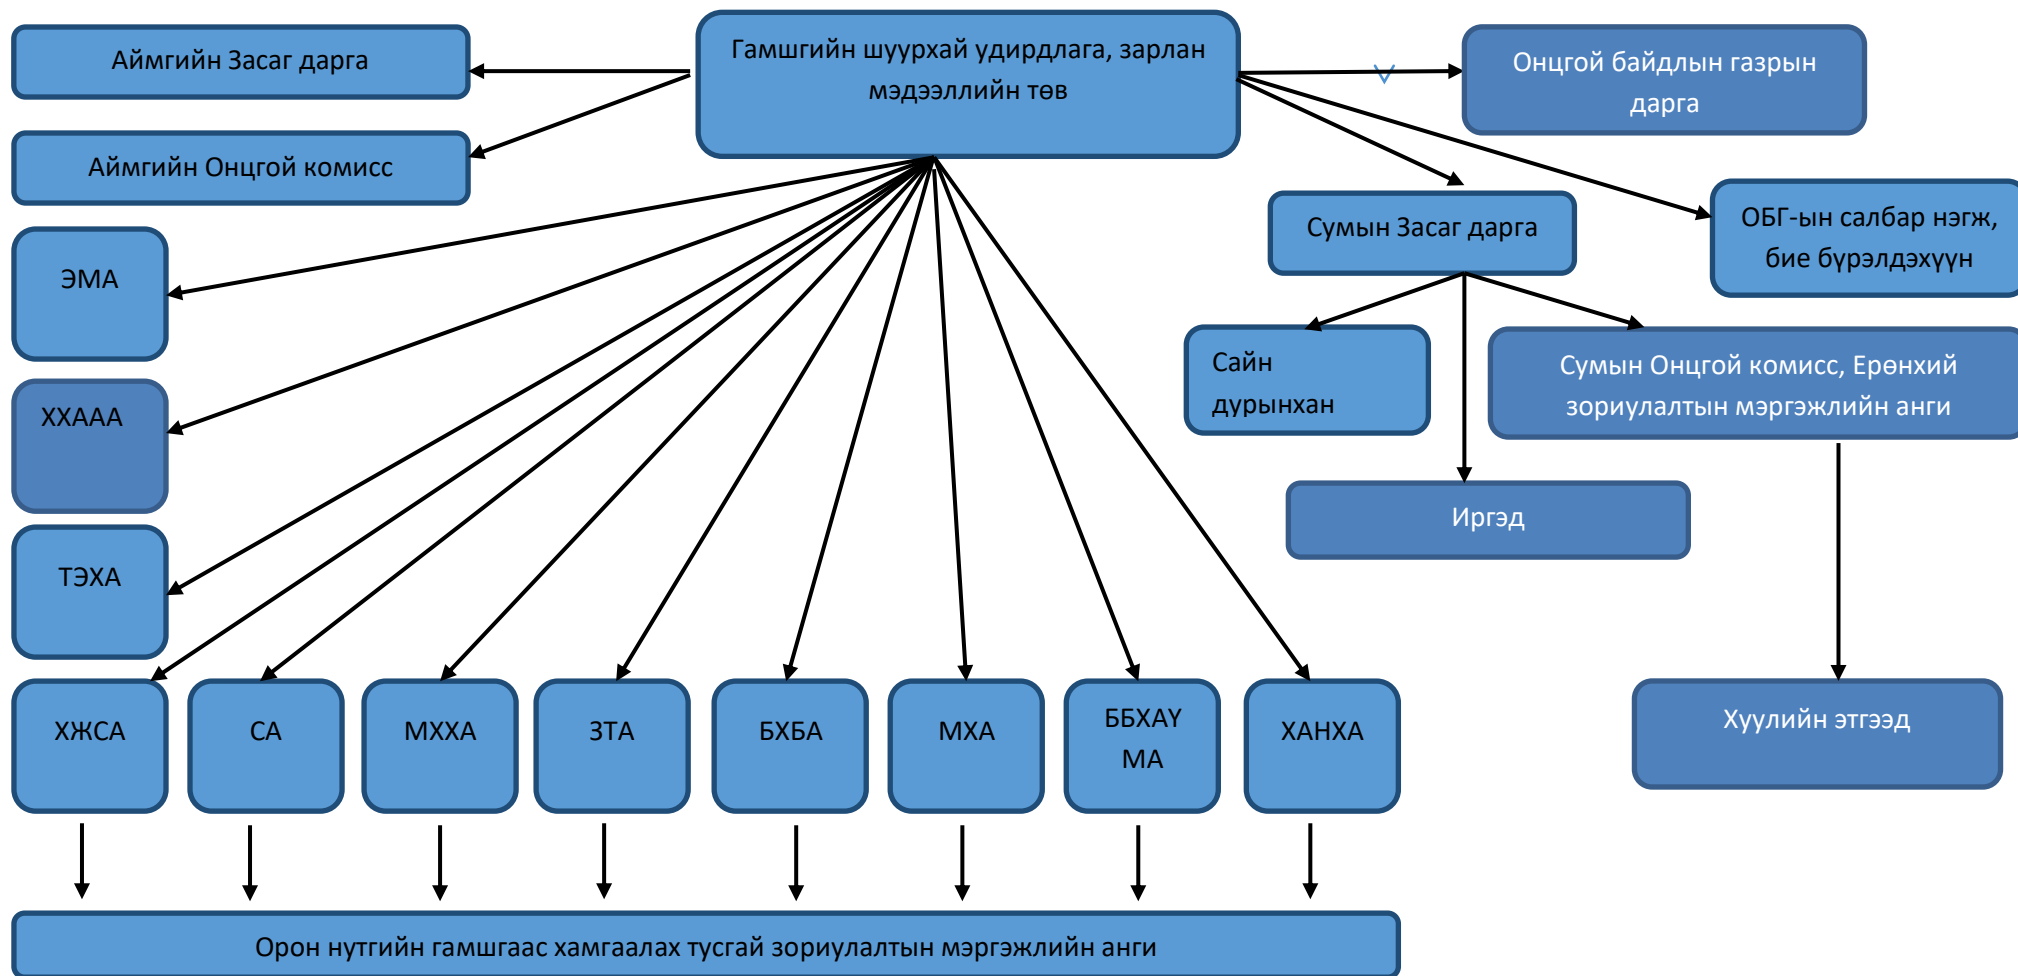 Аймгийн Засаг дарга
Гамшгийн шуурхай удирдлага, зарлан
мэдээллийн төв
Онцгой байдлын газрын
дарга
Аймгийн Онцгой комисс
Сумын Засаг дарга
ОБГ-ын салбар нэгж,
бие бүрэлдэхүүн
ЭМА
Сайн
дурынхан
Сумын Онцгой комисс, Ерөнхий
зориулалтын мэргэжлийн анги
ХХААА
Иргэд
ТЭХА
ХЖСА
СА
МХХА
ЗТА
БХБА
МХА
ББХАҮ
МА
ХАНХА
Хуулийн этгээд
Орон нутгийн гамшгаас хамгаалах тусгай зориулалтын мэргэжлийн анги